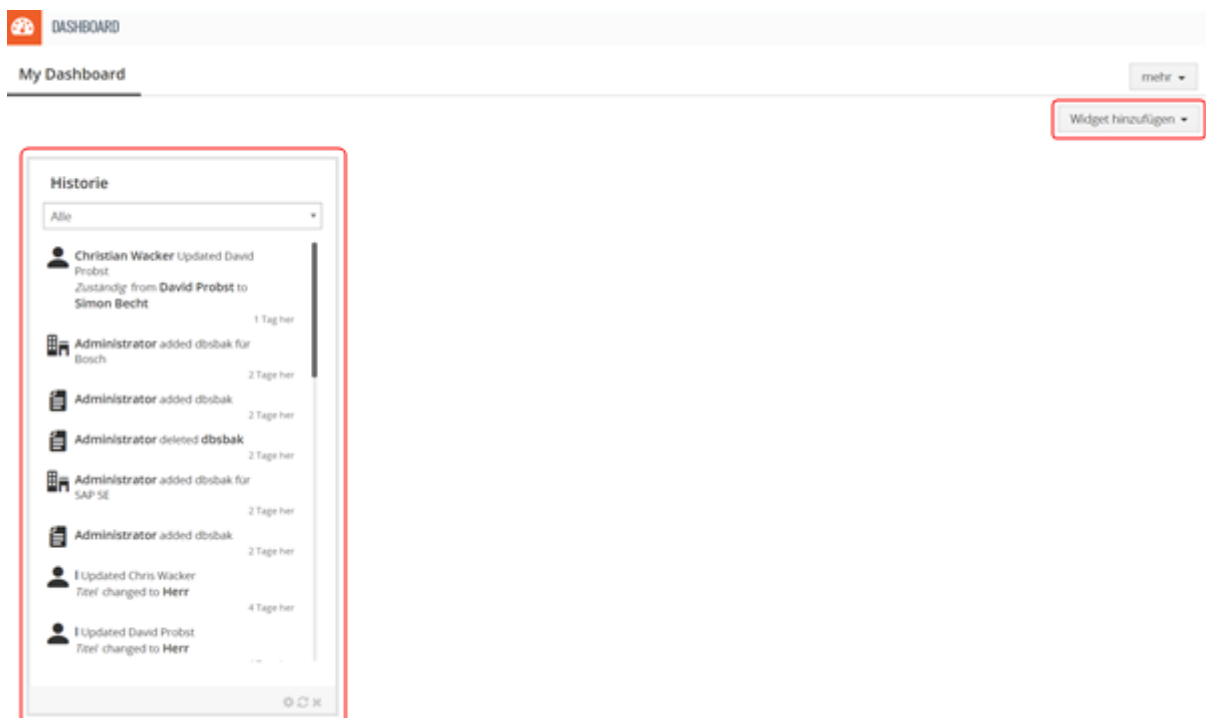 DASHBOARD
My Dashboard
mehr
Widget hinzufügen
Historie
Alle
Christian Wacker Updated David
Probst
Zuständig from David Probst to
Simon Becht
1 Tag her
Administrator added dbsbak für
Bosch
2 Tage her
Administrator added dbsbak
2 Tage her
Administrator deleted dbsbak
2 Tage her
Administrator added dbsbak für
SAP SE
2 Tage her
Administrator added dbsbak
2 Tage her
l Updated Chris Wacker
Titel changed to Herr
4 Tage her
l Updated David Probst
Titel changed to Herr